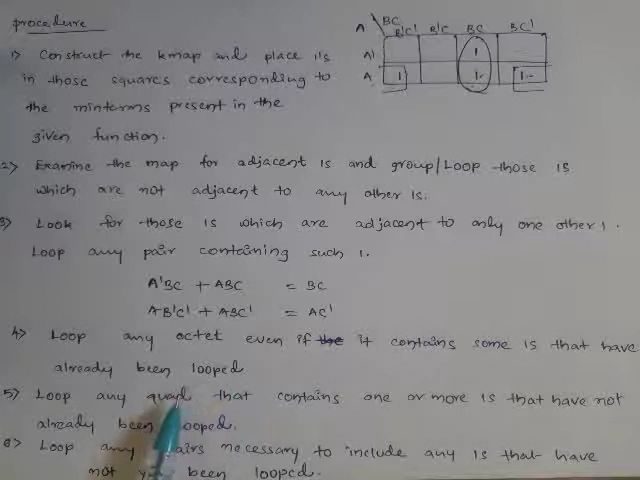 procedure
A BC
B'C' B'C BC BC'
A' 1
A 1 1 1
1) Construct the kmap and place 1s
in those squares corresponding to
the minterms present in the
given function.
2) Examine the map for adjacent 1s and group/Loop those 1s
which are not adjacent to any other 1s.
3) Look for those 1s which are adjacent to only one other 1.
Loop any pair containing such 1.
A'BC + ABC = BC
AB'C' + ABC' = AC'
4) Loop any octet even if it contains some 1s that have
already been looped
5) Loop any quad that contains one or more 1s that have not
already been looped.
6) Loop any pairs necessary to include any 1s that have
not been looped.